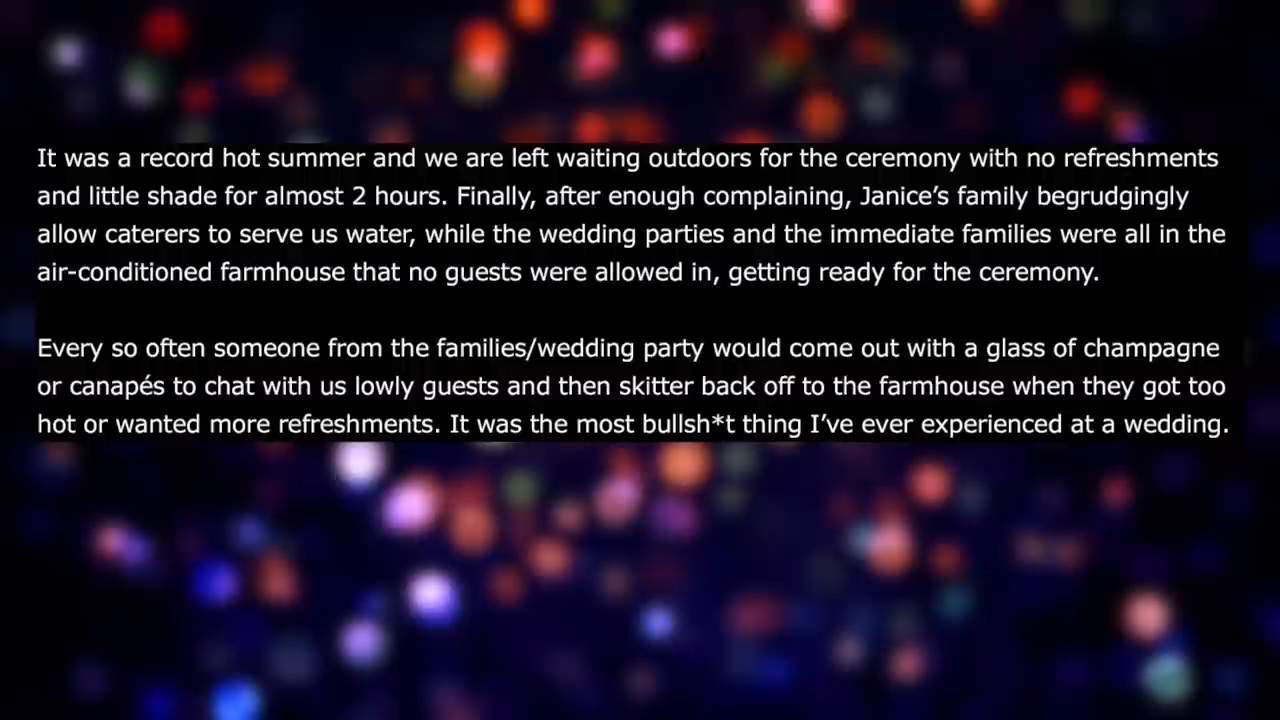 It was a record hot summer and we are left waiting outdoors for the ceremony with no refreshments
and little shade for almost 2 hours. Finally, after enough complaining, Janice’s family begrudgingly
allow caterers to serve us water, while the wedding parties and the immediate families were all in the
air-conditioned farmhouse that no guests were allowed in, getting ready for the ceremony.
Every so often someone from the families/wedding party would come out with a glass of champagne
or canapés to chat with us lowly guests and then skitter back off to the farmhouse when they got too
hot or wanted more refreshments. It was the most bullsh*t thing I’ve ever experienced at a wedding.